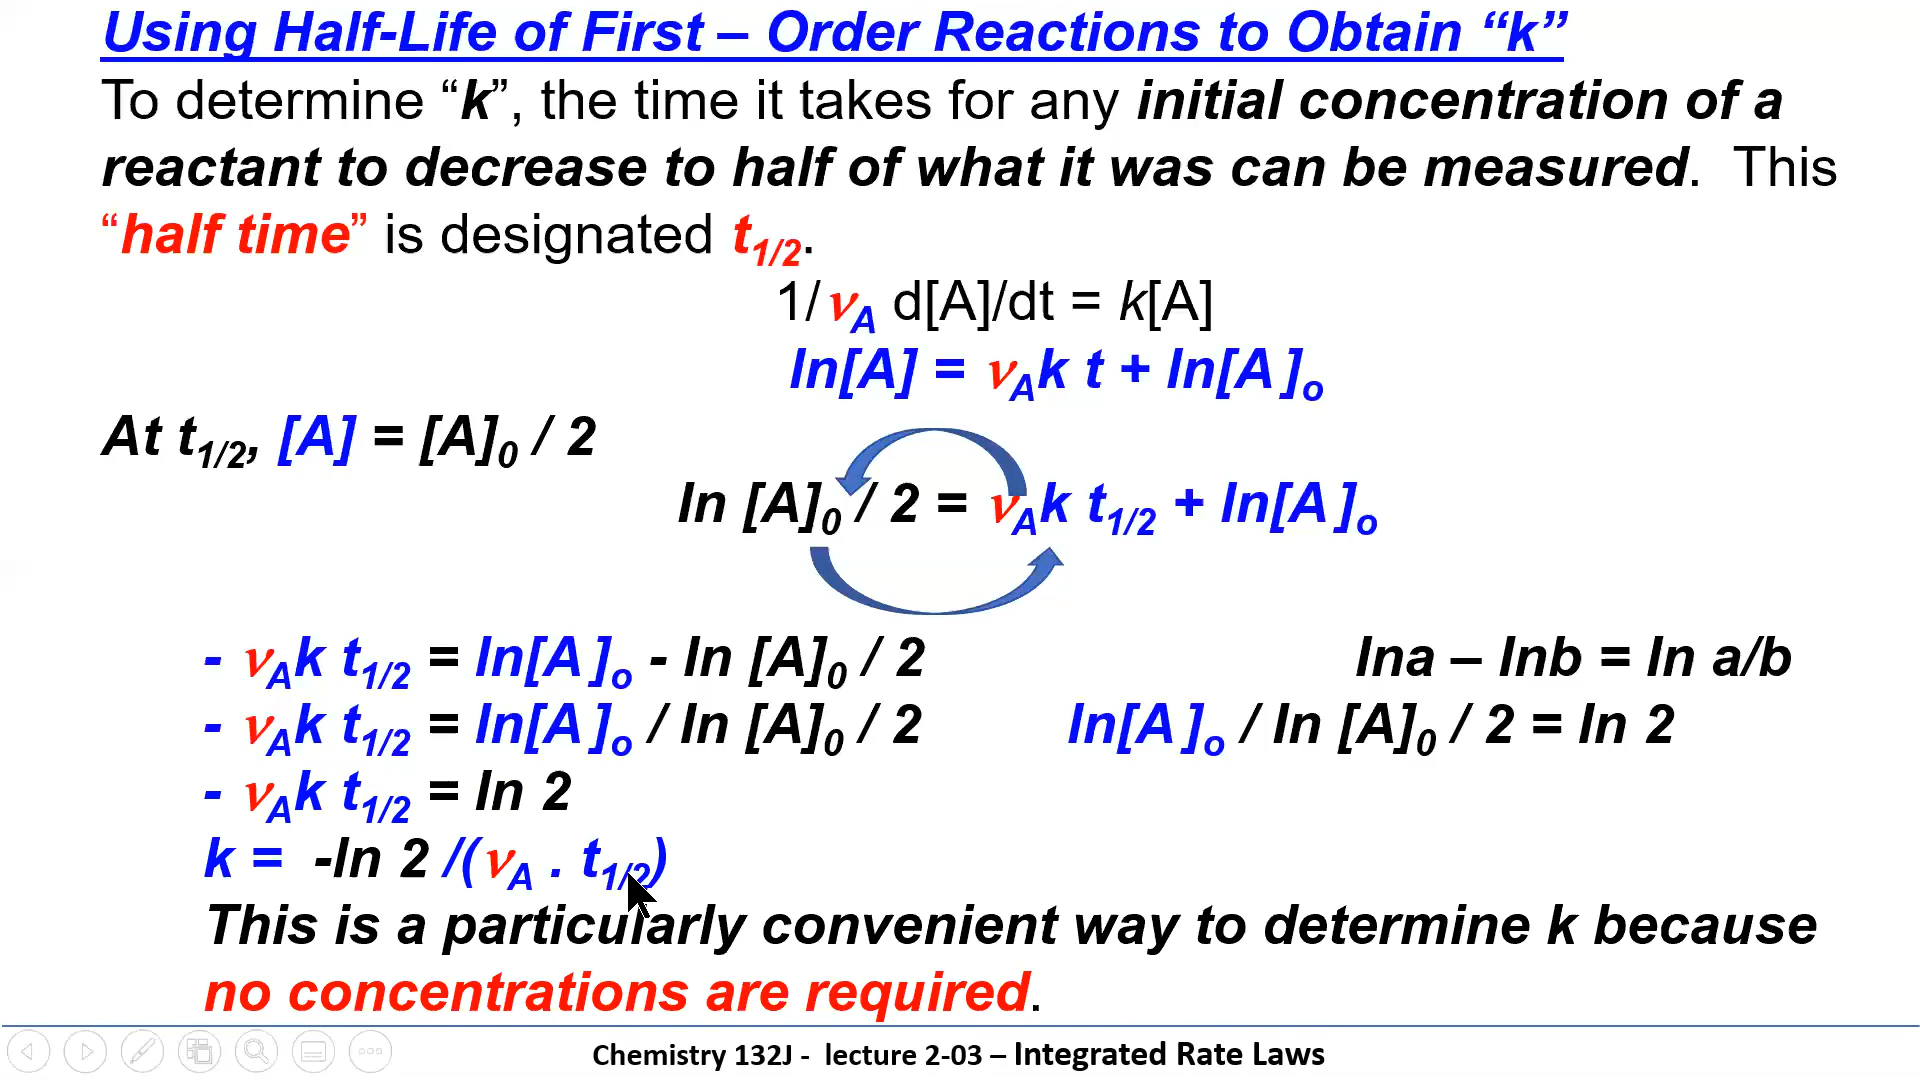 Using Half-Life of First – Order Reactions to Obtain “k”
To determine “k”, the time it takes for any initial concentration of a
reactant to decrease to half of what it was can be measured. This
“half time” is designated t1/2.
1/νA d[A]/dt = k[A]
ln[A] = νAk t + ln[A]o
At t1/2, [A] = [A]0 / 2
ln [A]0 / 2 = νAk t1/2 + ln[A]o
- νAk t1/2 = ln[A]o - ln [A]0 / 2
lna – lnb = ln a/b
- νAk t1/2 = ln[A]o / ln [A]0 / 2
ln[A]o / ln [A]0 / 2 = ln 2
- νAk t1/2 = ln 2
k = -ln 2 /(νA . t1/2)
This is a particularly convenient way to determine k because
no concentrations are required.
Chemistry 132J - lecture 2-03 – Integrated Rate Laws